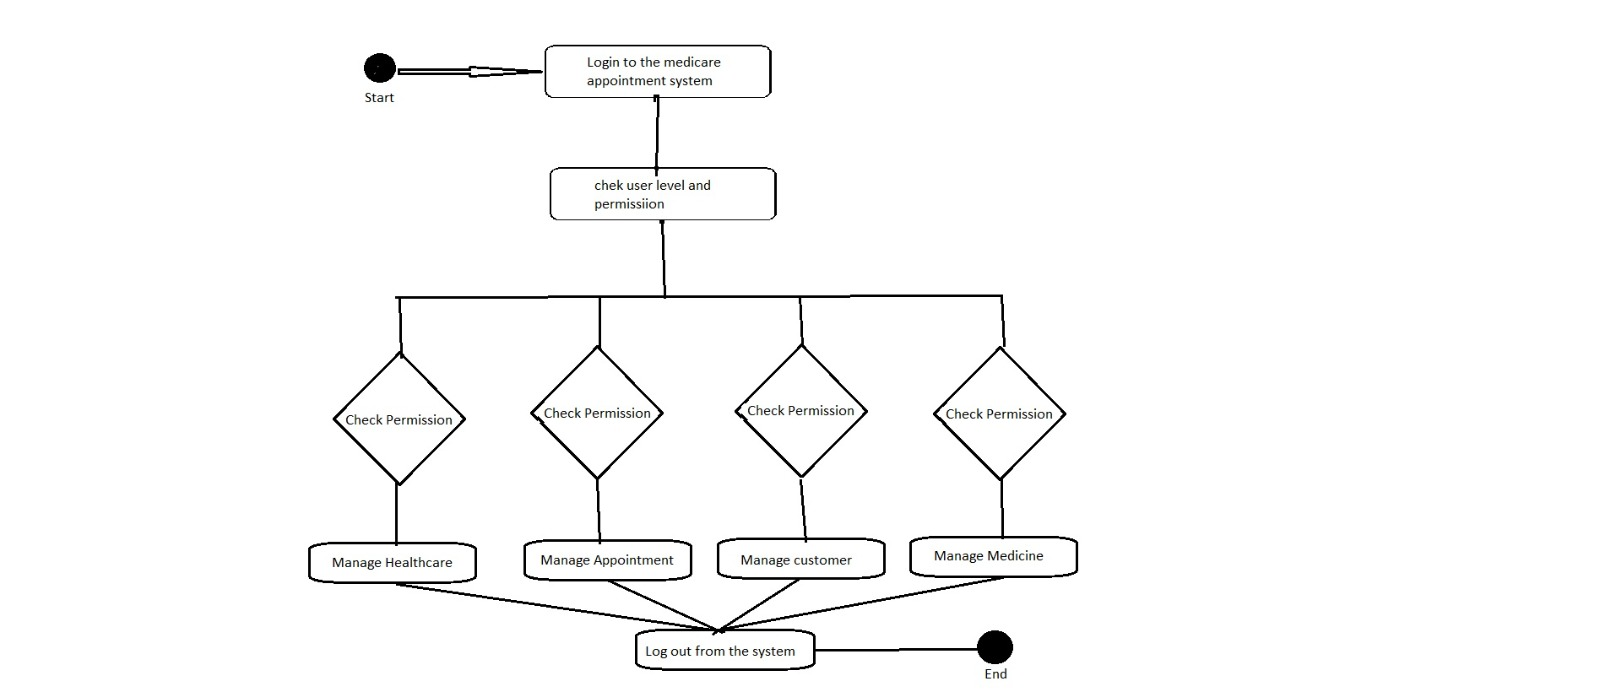 Login to the medicare
appointment system
Start
chek user level and
permissiion
Check Permission
Check Permission
Check Permission
Check Permission
Manage Healthcare
Manage Appointment
Manage customer
Manage Medicine
Log out from the system
End